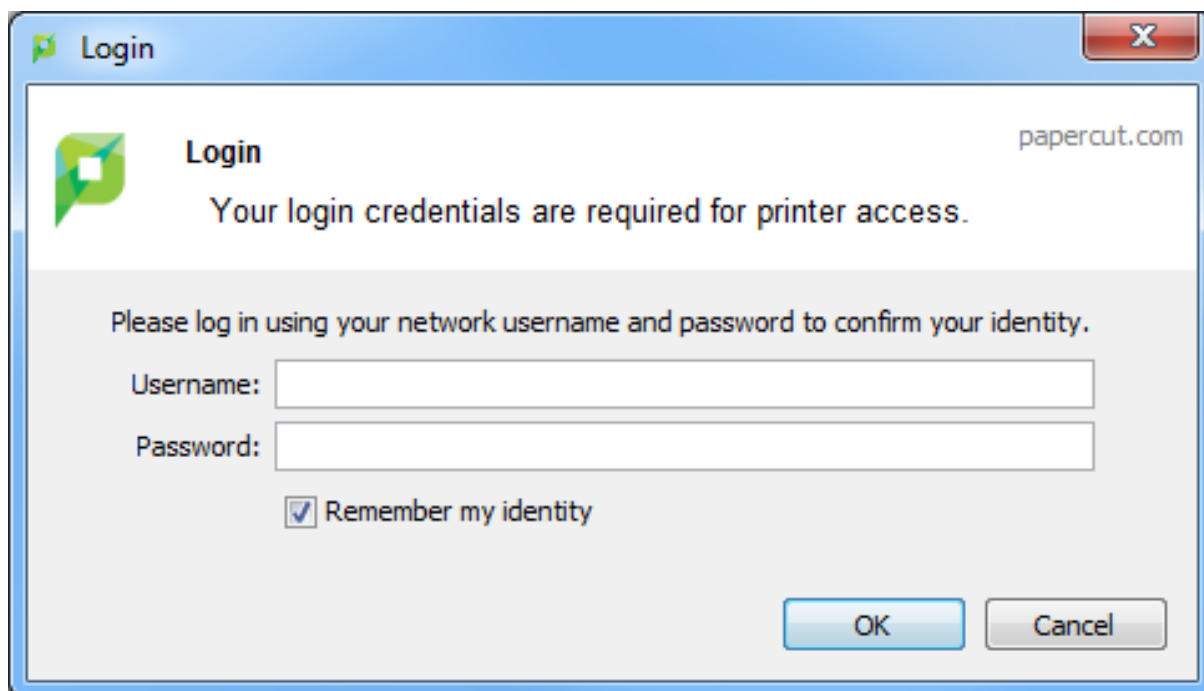 Login
papercut.com
Login
Your login credentials are required for printer access.
Please log in using your network username and password to confirm your identity.
Username:
Password:
Remember my identity
OK Cancel